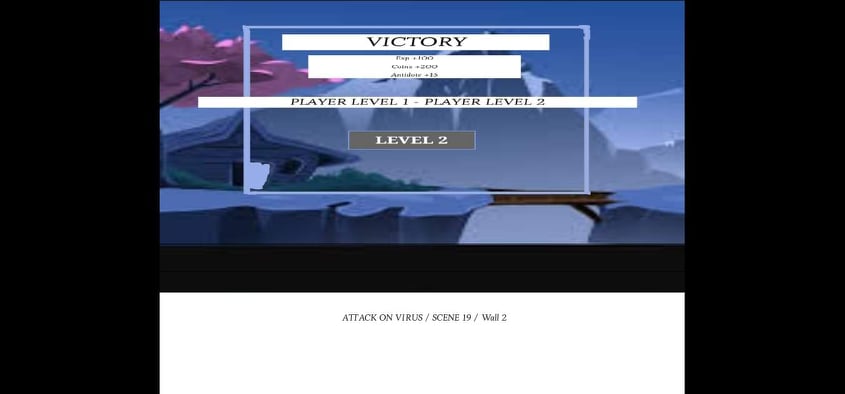 VICTORY
Exp +100
Coins +200
Antidote +15
PLAYER LEVEL 1 - PLAYER LEVEL 2
LEVEL 2
ATTACK ON VIRUS / SCENE 19 / Wall 2